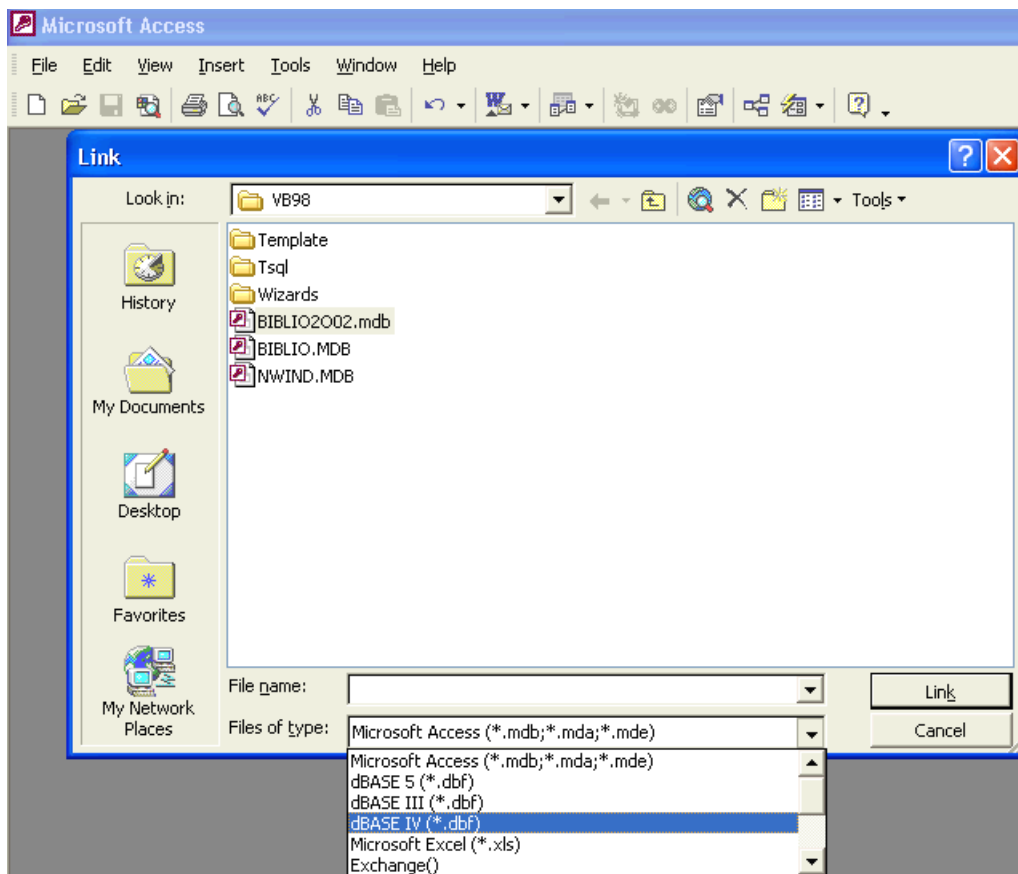 Microsoft Access
File Edit View Insert Tools Window Help
ABC
Link
Look in: VB98 Tools
Template
Tsql
Wizards
BIBLIO2002.mdb
BIBLIO.MDB
NWIND.MDB
History
My Documents
Desktop
Favorites
My Network
Places
File name: Link
Files of type: Microsoft Access (*.mdb;*.mda;*.mde) Cancel
Microsoft Access (*.mdb;*.mda;*.mde)
dBASE 5 (*.dbf)
dBASE III (*.dbf)
dBASE IV (*.dbf)
Microsoft Excel (*.xls)
Exchange()